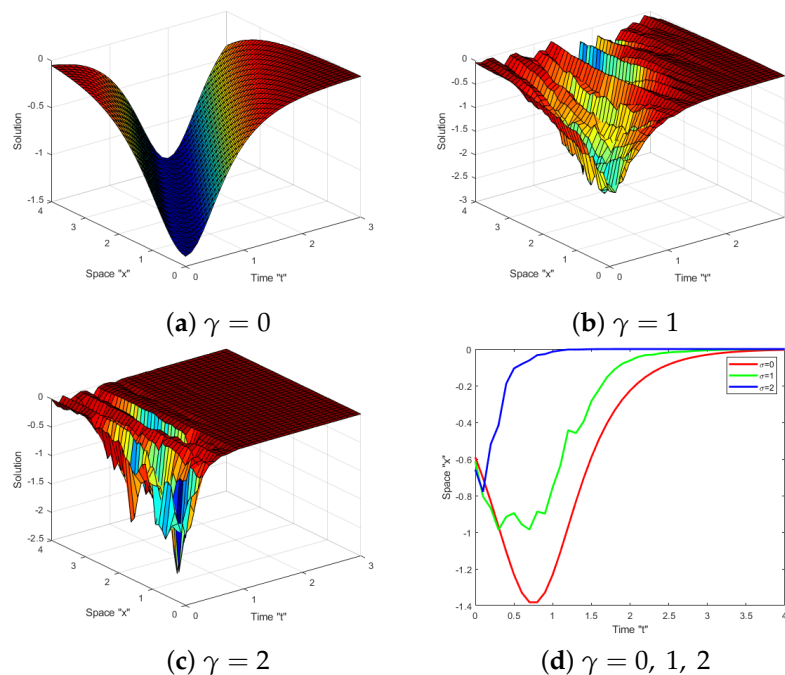 0
-0.5
-1
-1.5
Solution
4
3
2
1
0
Space "x"
0
1
2
3
Time "t"
(a) γ = 0
0
-0.5
-1
-1.5
-2
-2.5
-3
Solution
4
3
2
1
0
Space "x"
0
1
2
Time "t"
(b) γ = 1
0
-0.5
-1
-1.5
-2
-2.5
Solution
4
3
2
1
0
Space "x"
0
1
2
3
Time "t"
(c) γ = 2
0
-0.2
-0.4
-0.6
-0.8
-1
-1.2
-1.4
Space "x"
σ=0
σ=1
σ=2
0 0.5 1 1.5 2 2.5 3 3.5 4
Time "t"
(d) γ = 0, 1, 2